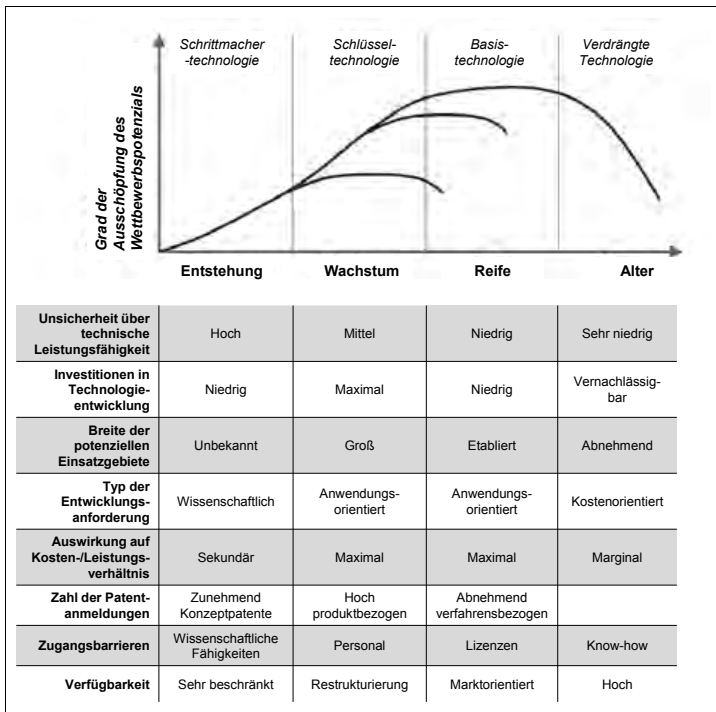 Schrittmacher
-technologie
Schlüssel-
technologie
Basis-
technologie
Verdrängte
Technologie
Grad der
Ausschöpfung des
Wettbewerbspotenzials
Entstehung
Wachstum
Reife
Alter
Unsicherheit über
technische
Leistungsfähigkeit
Hoch
Mittel
Niedrig
Sehr niedrig
Investitionen in
Technologie-
entwicklung
Niedrig
Maximal
Niedrig
Vernachlässig-
bar
Breite der
potenziellen
Einsatzgebiete
Unbekannt
Groß
Etabliert
Abnehmend
Typ der
Entwicklungs-
anforderung
Wissenschaftlich
Anwendungs-
orientiert
Anwendungs-
orientiert
Kostenorientiert
Auswirkung auf
Kosten-/Leistungs-
verhältnis
Sekundär
Maximal
Maximal
Marginal
Zahl der Patent-
anmeldungen
Zunehmend
Konzeptpatente
Hoch
produktbezogen
Abnehmend
verfahrensbezogen
Zugangsbarrieren
Wissenschaftliche
Fähigkeiten
Personal
Lizenzen
Know-how
Verfügbarkeit
Sehr beschränkt
Restrukturierung
Marktorientiert
Hoch